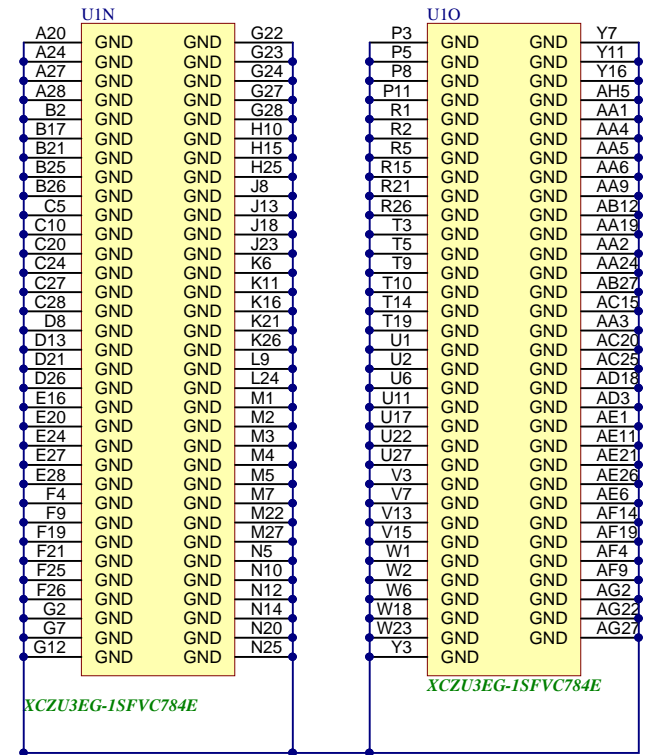 U1N U1O
A20 GND GND G22 P3 GND GND Y7
A24 GND GND G23 P5 GND GND Y11
A27 GND GND G24 P8 GND GND Y16
A28 GND GND G27 P11 GND GND AH5
B2 GND GND G28 R1 GND GND AA1
B17 GND GND H10 R2 GND GND AA4
B21 GND GND H15 R5 GND GND AA5
B25 GND GND H25 R15 GND GND AA6
B26 GND GND J8 R21 GND GND AA9
C5 GND GND J13 R26 GND GND AB12
C10 GND GND J18 T3 GND GND AA19
C20 GND GND J23 T5 GND GND AA2
C24 GND GND K6 T9 GND GND AA24
C27 GND GND K11 T10 GND GND AB27
C28 GND GND K16 T14 GND GND AC15
D8 GND GND K21 T19 GND GND AA3
D13 GND GND K26 U1 GND GND AC20
D21 GND GND L9 U2 GND GND AC25
D26 GND GND L24 U6 GND GND AD18
E16 GND GND M1 U11 GND GND AD3
E20 GND GND M2 U17 GND GND AE1
E24 GND GND M3 U22 GND GND AE11
E27 GND GND M4 U27 GND GND AE21
E28 GND GND M5 V3 GND GND AE26
F4 GND GND M7 V7 GND GND AE6
F9 GND GND M22 V13 GND GND AF14
F19 GND GND M27 V15 GND GND AF19
F21 GND GND N5 W1 GND GND AF4
F25 GND GND N10 W2 GND GND AF9
F26 GND GND N12 W6 GND GND AG2
G2 GND GND N14 W18 GND GND AG22
G7 GND GND N20 W23 GND GND AG27
G12 GND GND N25 Y3 GND
XCZU3EG-1SFVC784E XCZU3EG-1SFVC784E